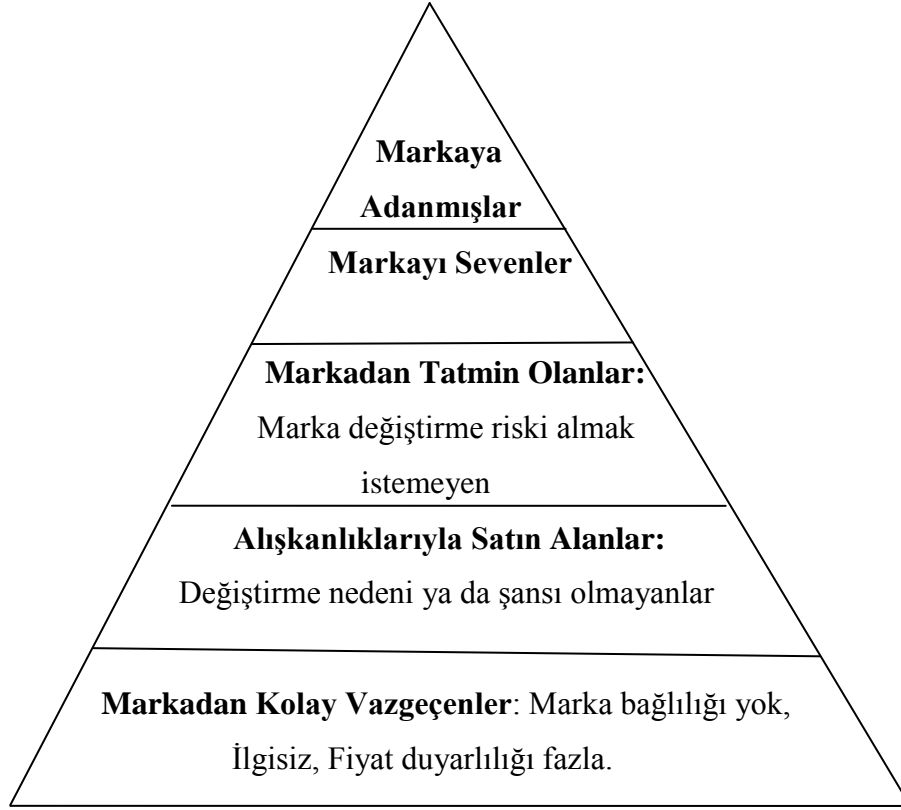 Markaya
Adanmışlar
Markayı Sevenler
Markadan Tatmin Olanlar:
Marka değiştirme riski almak
istemeyen
Alışkanlıklarıyla Satın Alanlar:
Değiştirme nedeni ya da şansı olmayanlar
Markadan Kolay Vazgeçenler: Marka bağlılığı yok,
İlgisiz, Fiyat duyarlılığı fazla.